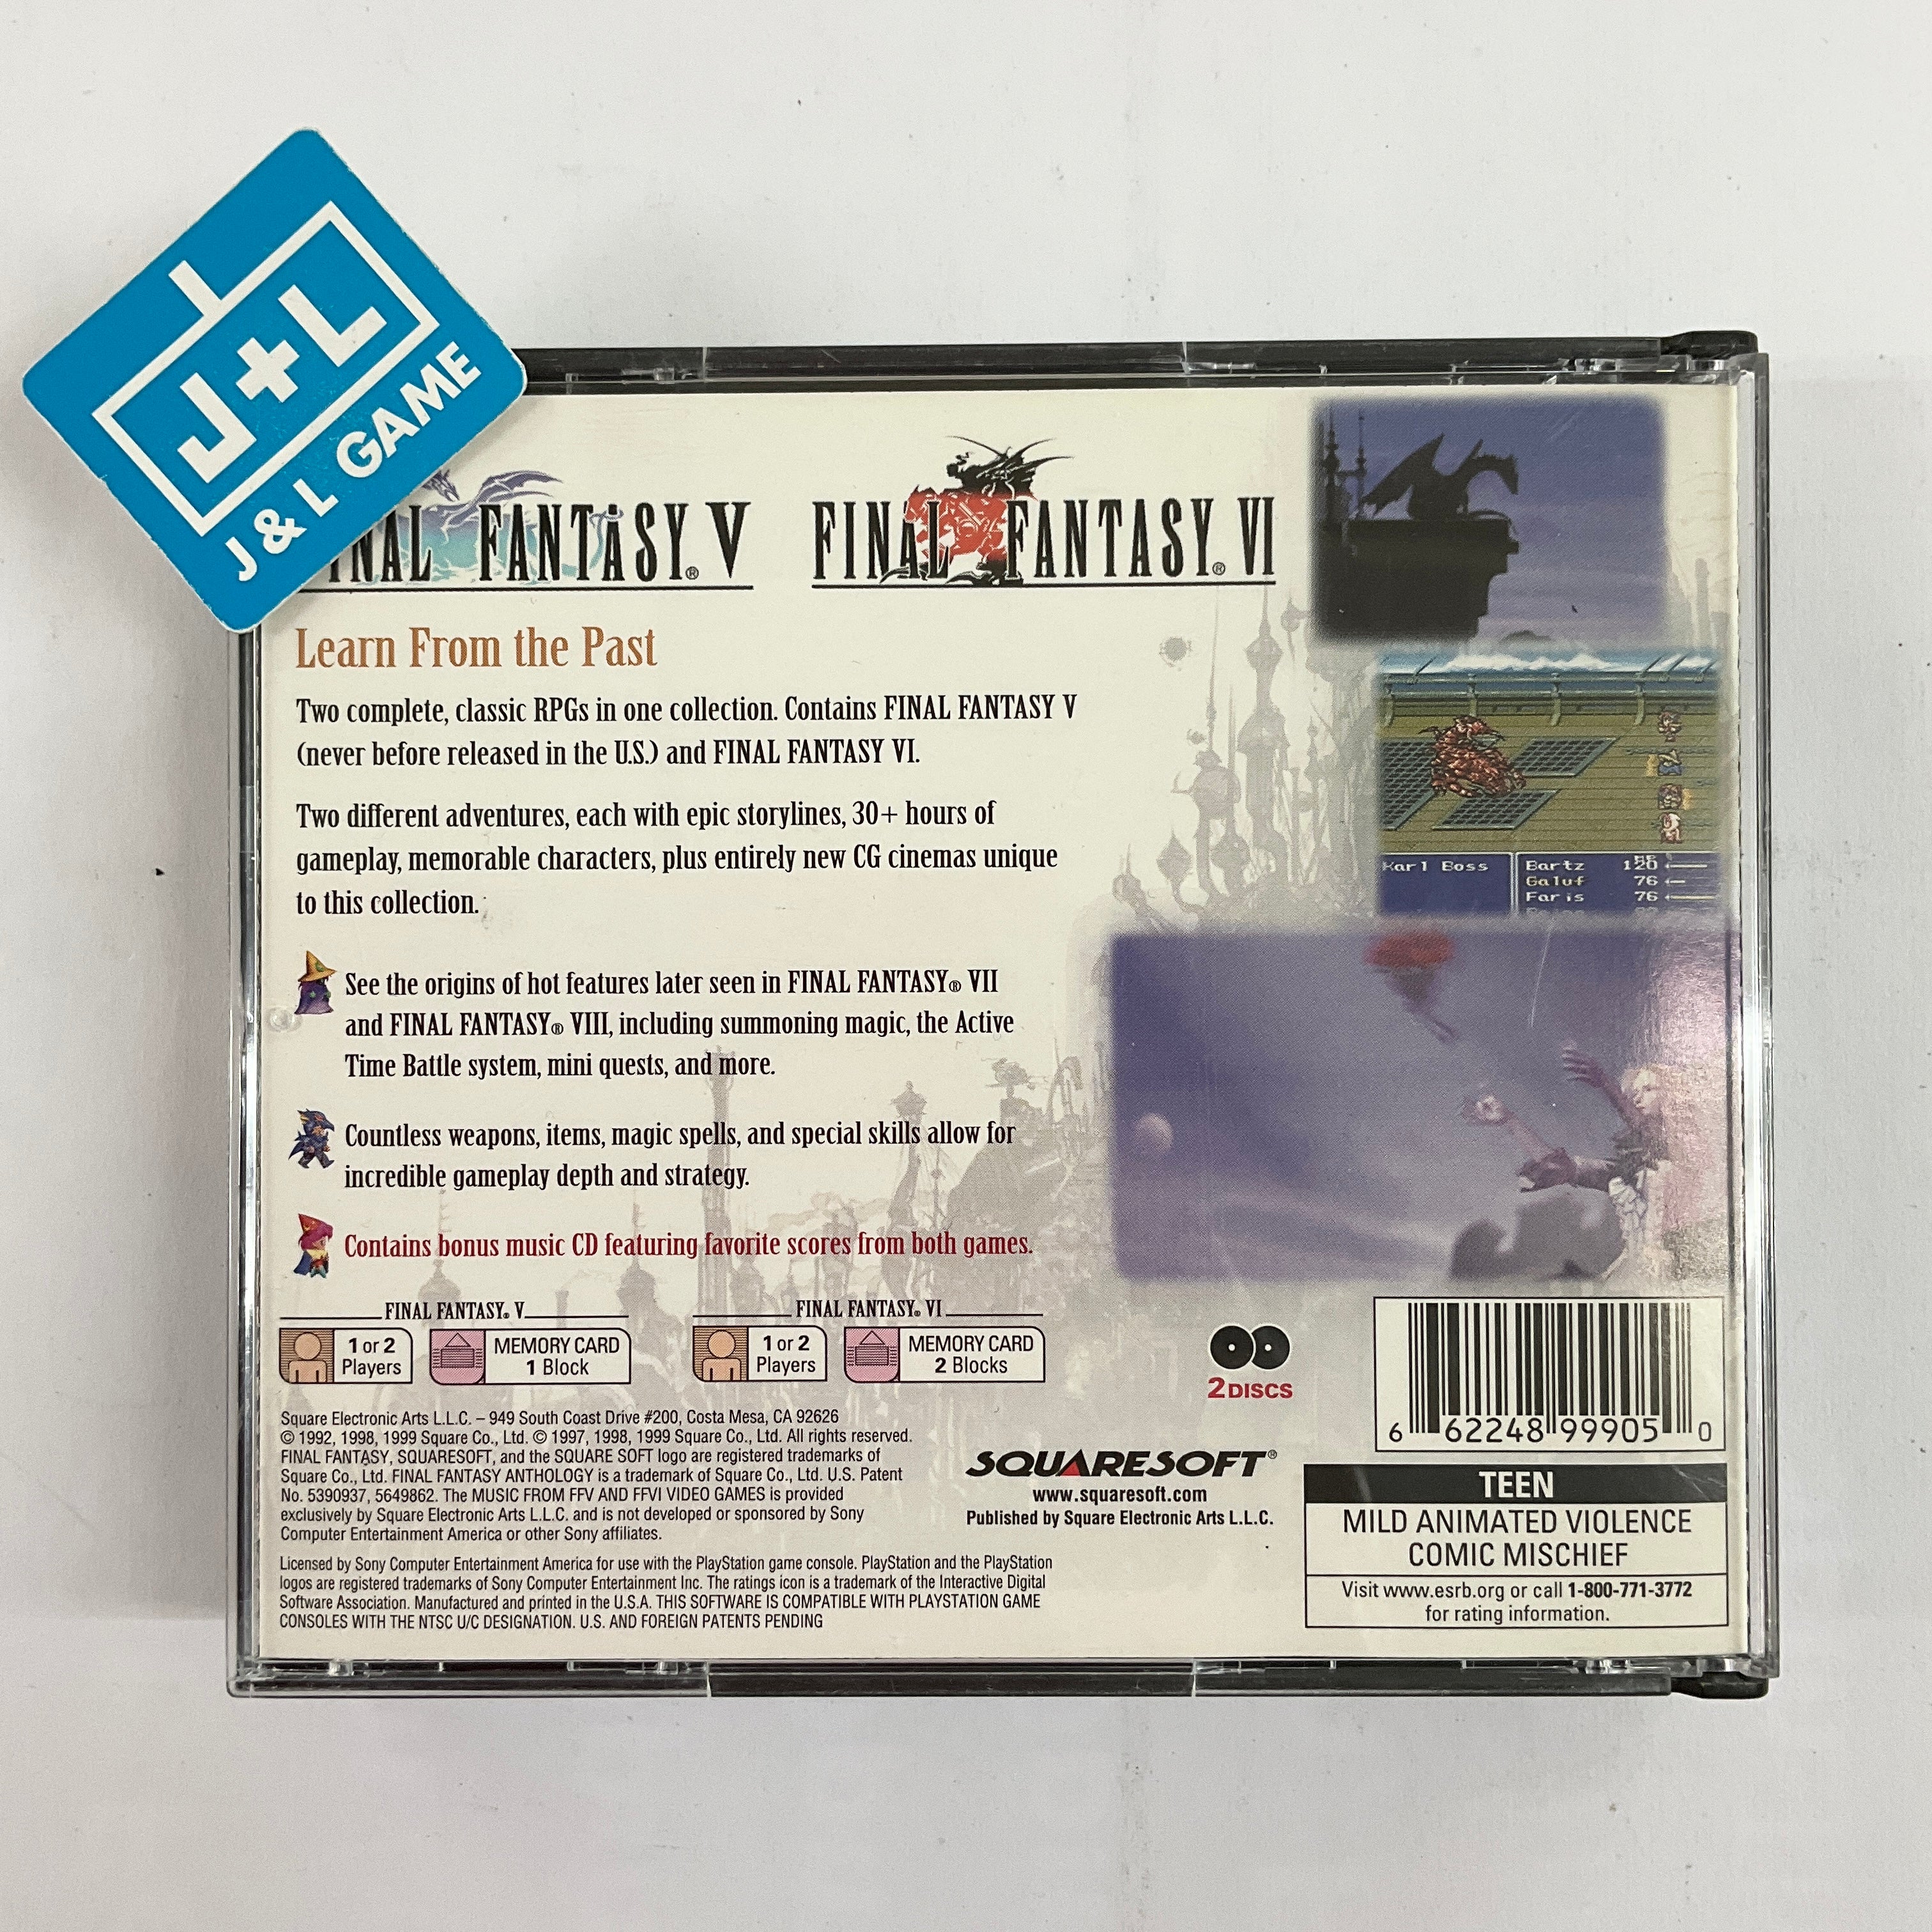 J+L
J & L GAME
FANTASY® V
FINAL FANTASY® VI
Learn From the Past
Two complete, classic RPGs in one collection. Contains FINAL FANTASY V
(never before released in the U.S.) and FINAL FANTASY VI.
Two different adventures, each with epic storylines, 30+ hours of
gameplay, memorable characters, plus entirely new CG cinemas unique
to this collection.
See the origins of hot features later seen in FINAL FANTASY® VII
and FINAL FANTASY® VIII, including summoning magic, the Active
Time Battle system, mini quests, and more.
Countless weapons, items, magic spells, and special skills allow for
incredible gameplay depth and strategy.
Contains bonus music CD featuring favorite scores from both games.
Karl Boss
Bartz 120
Galuf 76
Faris 76
FINAL FANTASY® V
1 or 2
Players
MEMORY CARD
1 Block
FINAL FANTASY® VI
1 or 2
Players
MEMORY CARD
2 Blocks
2 DISCS
6 62248 99905 0
Square Electronic Arts L.L.C. – 949 South Coast Drive #200, Costa Mesa, CA 92626
© 1992, 1998, 1999 Square Co., Ltd. © 1997, 1998, 1999 Square Co., Ltd. All rights reserved.
FINAL FANTASY, SQUARESOFT, and the SQUARE SOFT logo are registered trademarks of
Square Co., Ltd. FINAL FANTASY ANTHOLOGY is a trademark of Square Co., Ltd. U.S. Patent
No. 5390937, 5649862. The MUSIC FROM FFV AND FFVI VIDEO GAMES is provided
exclusively by Square Electronic Arts L.L.C. and is not developed or sponsored by Sony
Computer Entertainment America or other Sony affiliates.
Licensed by Sony Computer Entertainment America for use with the PlayStation game console. PlayStation and the PlayStation
logos are registered trademarks of Sony Computer Entertainment Inc. The ratings icon is a trademark of the Interactive Digital
Software Association. Manufactured and printed in the U.S.A. THIS SOFTWARE IS COMPATIBLE WITH PLAYSTATION GAME
CONSOLES WITH THE NTSC U/C DESIGNATION. U.S. AND FOREIGN PATENTS PENDING
SQUARESOFT®
www.squaresoft.com
Published by Square Electronic Arts L.L.C.
TEEN
MILD ANIMATED VIOLENCE
COMIC MISCHIEF
Visit www.esrb.org or call 1-800-771-3772
for rating information.